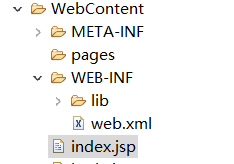 WebContent
META-INF
pages
WEB-INF
lib
web.xml
index.jsp